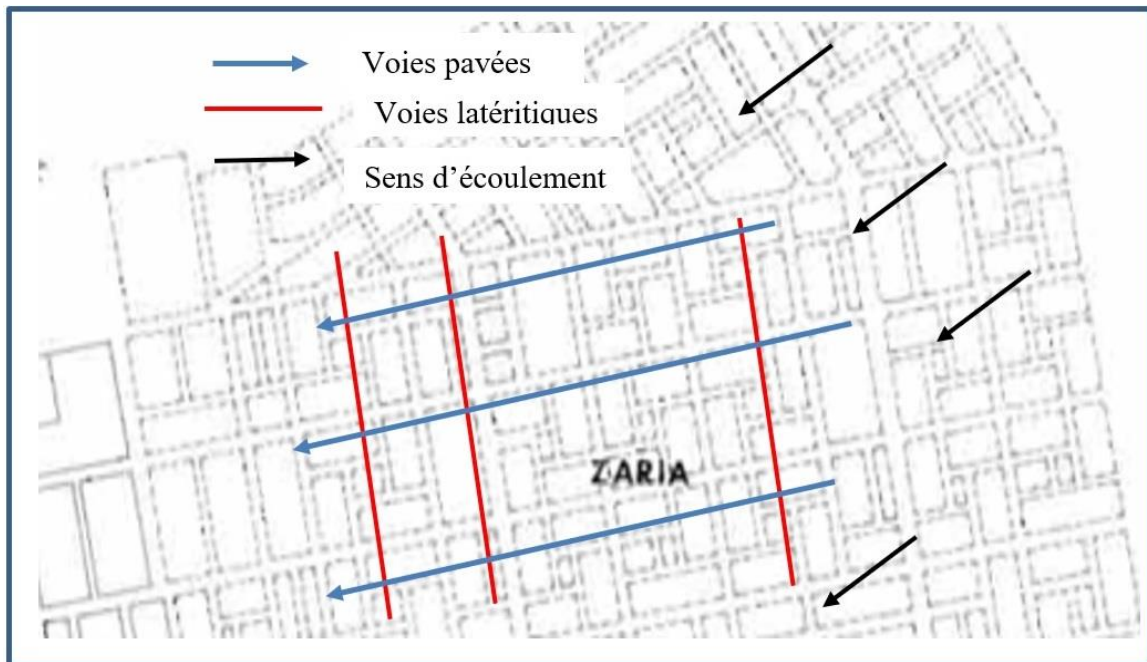 Voies pavées
Voies latéritiques
Sens d’écoulement
ZARIA